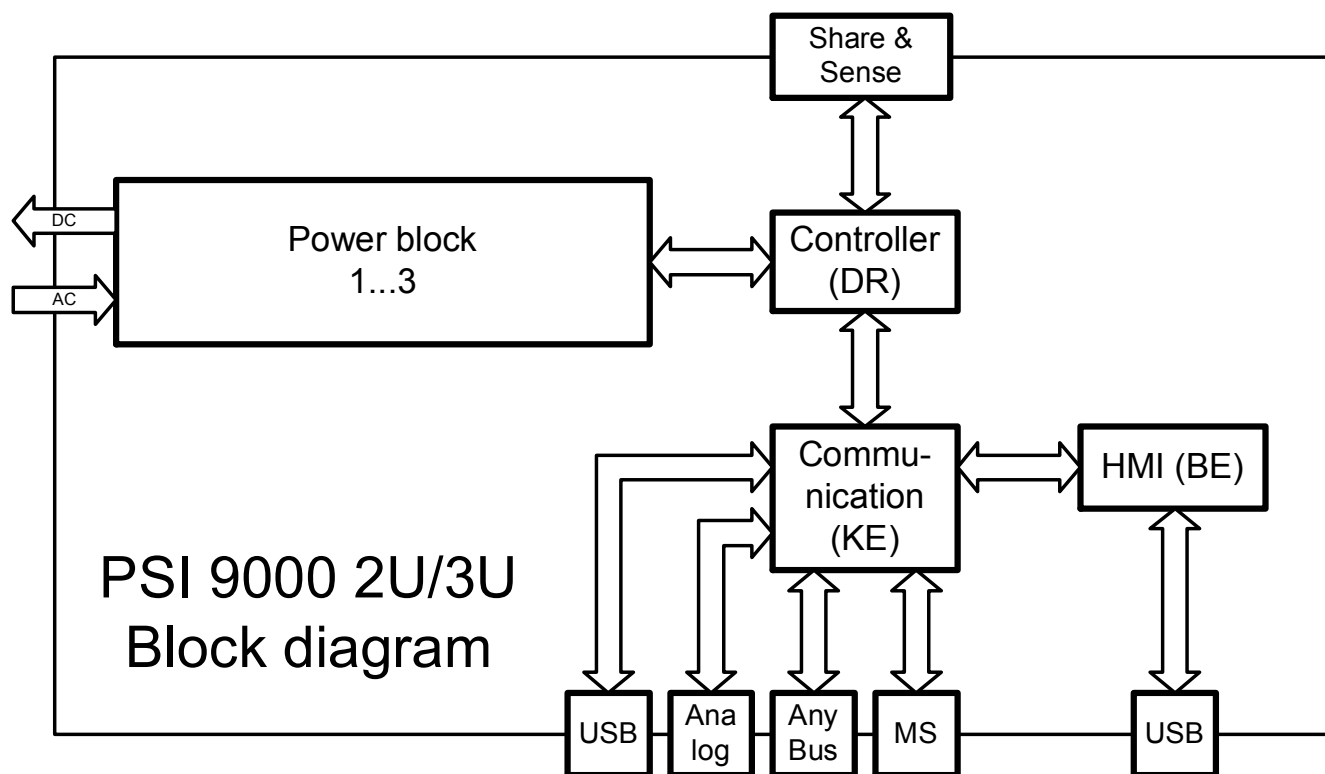 Share &
Sense
DC
AC
Power block
1...3
Controller
(DR)
Commu-
nication
(KE)
HMI (BE)
PSI 9000 2U/3U
Block diagram
USB
Ana
log
Any
Bus
MS
USB